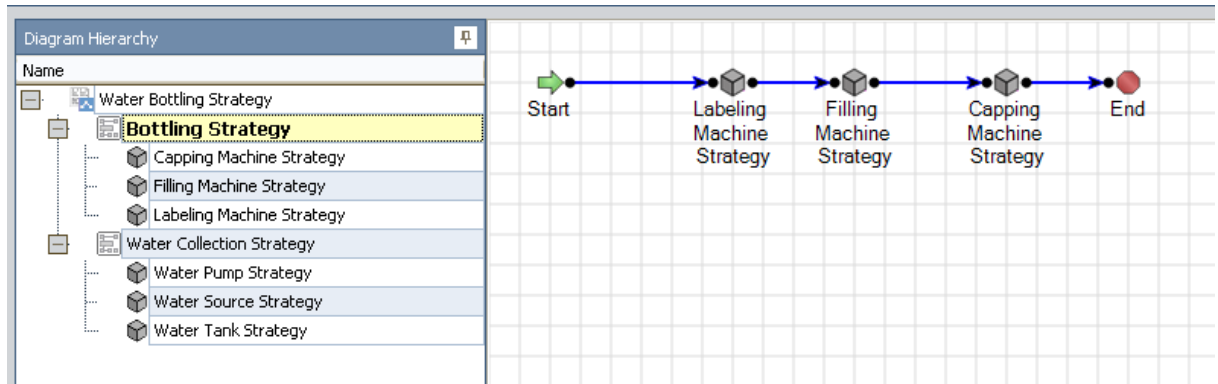 Diagram Hierarchy
Name
Water Bottling Strategy
Bottling Strategy
Capping Machine Strategy
Filling Machine Strategy
Labeling Machine Strategy
Water Collection Strategy
Water Pump Strategy
Water Source Strategy
Water Tank Strategy
Start
Labeling
Machine
Strategy
Filling
Machine
Strategy
Capping
Machine
Strategy
End